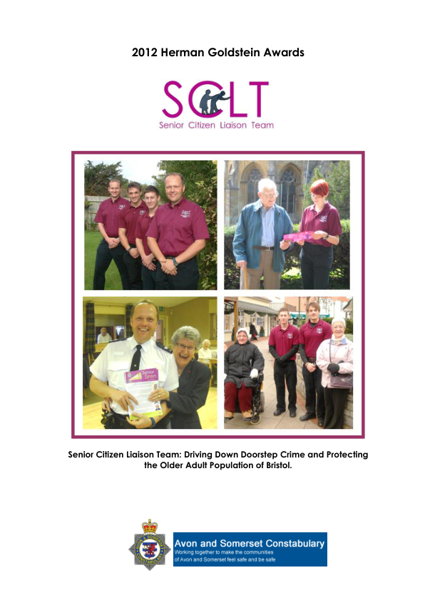 2012 Herman Goldstein Awards
SCLT
Senior Citizen Liaison Team
Senior Citizen Liaison Team: Driving Down Doorstep Crime and Protecting
the Older Adult Population of Bristol.
Avon and Somerset Constabulary
Working together to make the communities
of Avon and Somerset feel safe and be safe